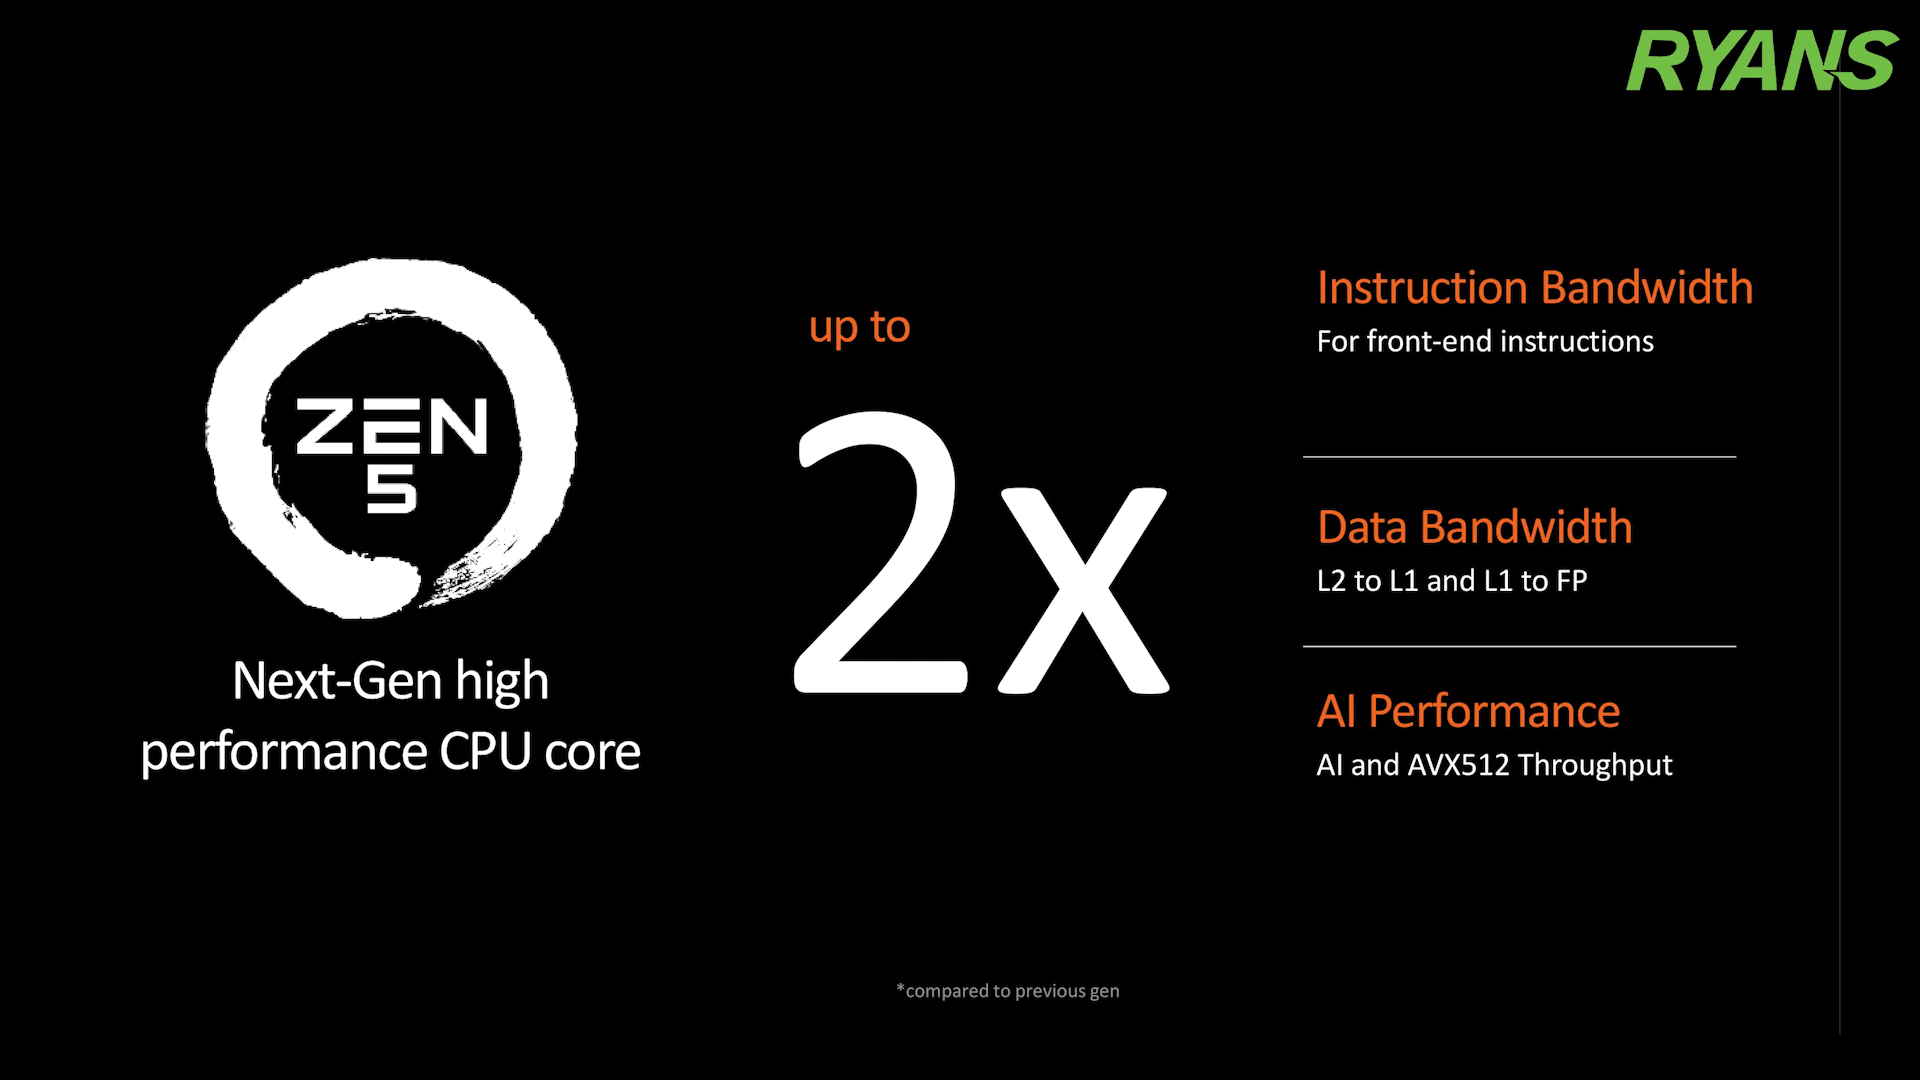 RYANS
ZEN
5
Next-Gen high
performance CPU core
up to
2x
Instruction Bandwidth
For front-end instructions
Data Bandwidth
L2 to L1 and L1 to FP
AI Performance
AI and AVX512 Throughput
*compared to previous gen